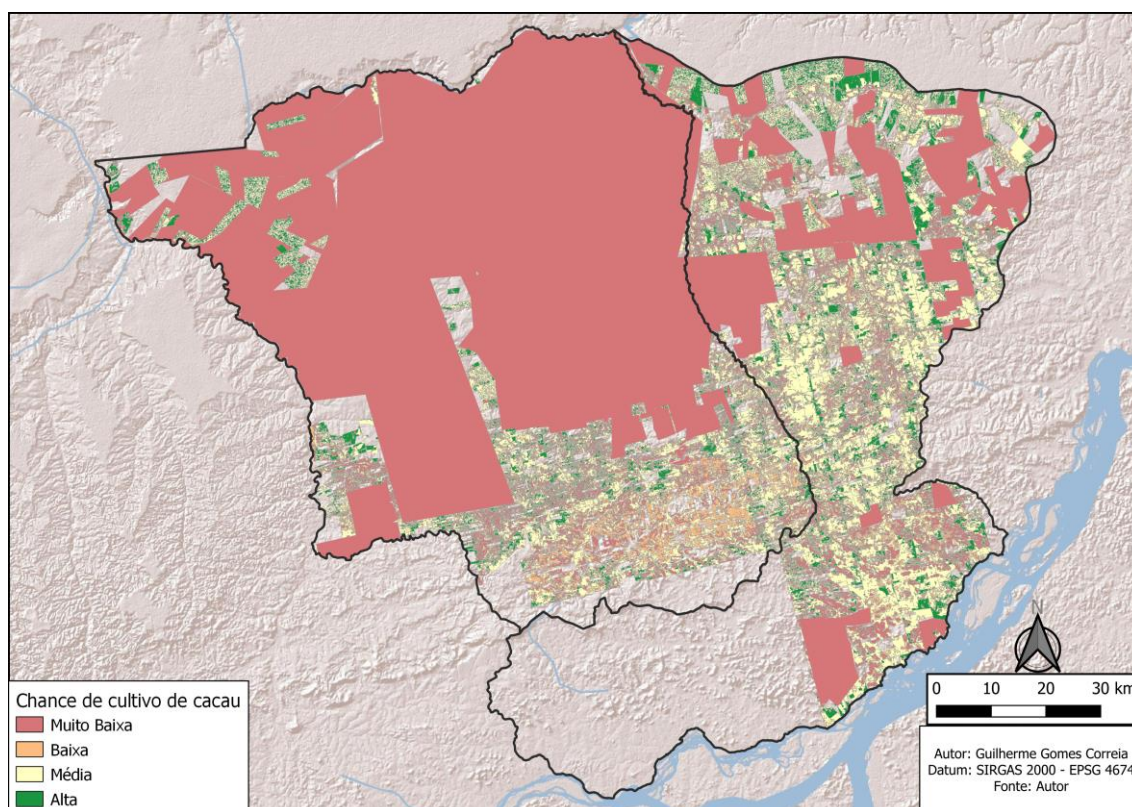 N
0 10 20 30 km
Chance de cultivo de cacau
Muito Baixa
Baixa
Média
Alta
Autor: Guilherme Gomes Correia
Datum: SIRGAS 2000 - EPSG 4674
Fonte: Autor